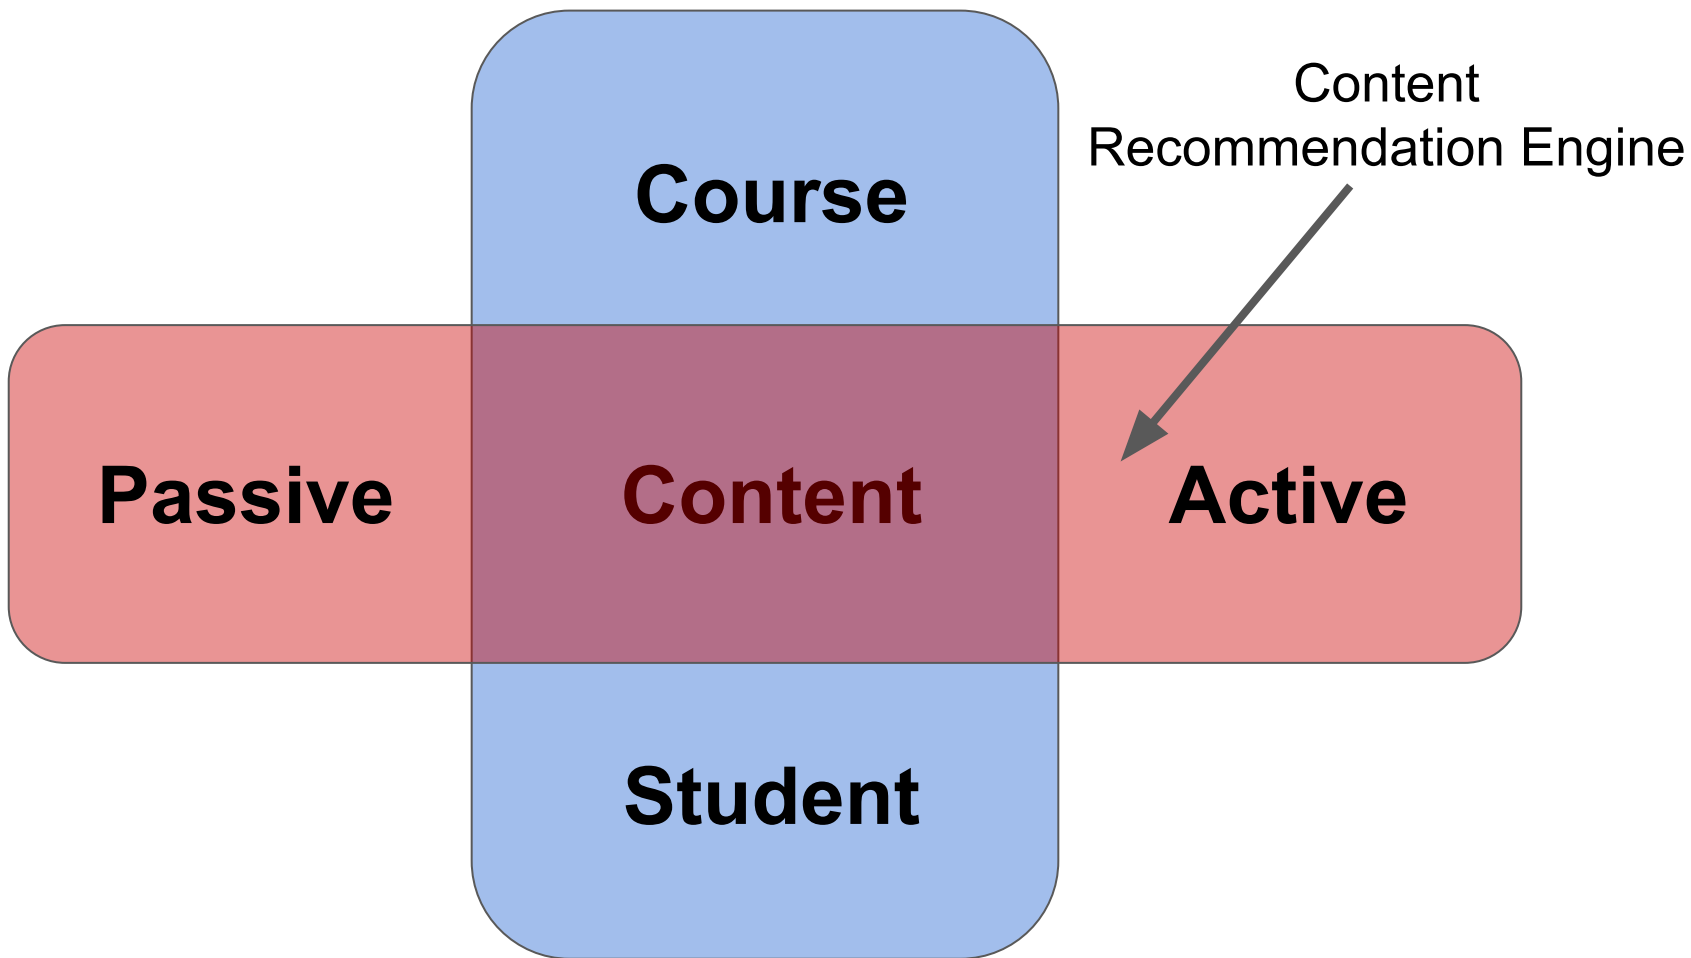 Content
Recommendation Engine
Course
Passive
Content
Active
Student